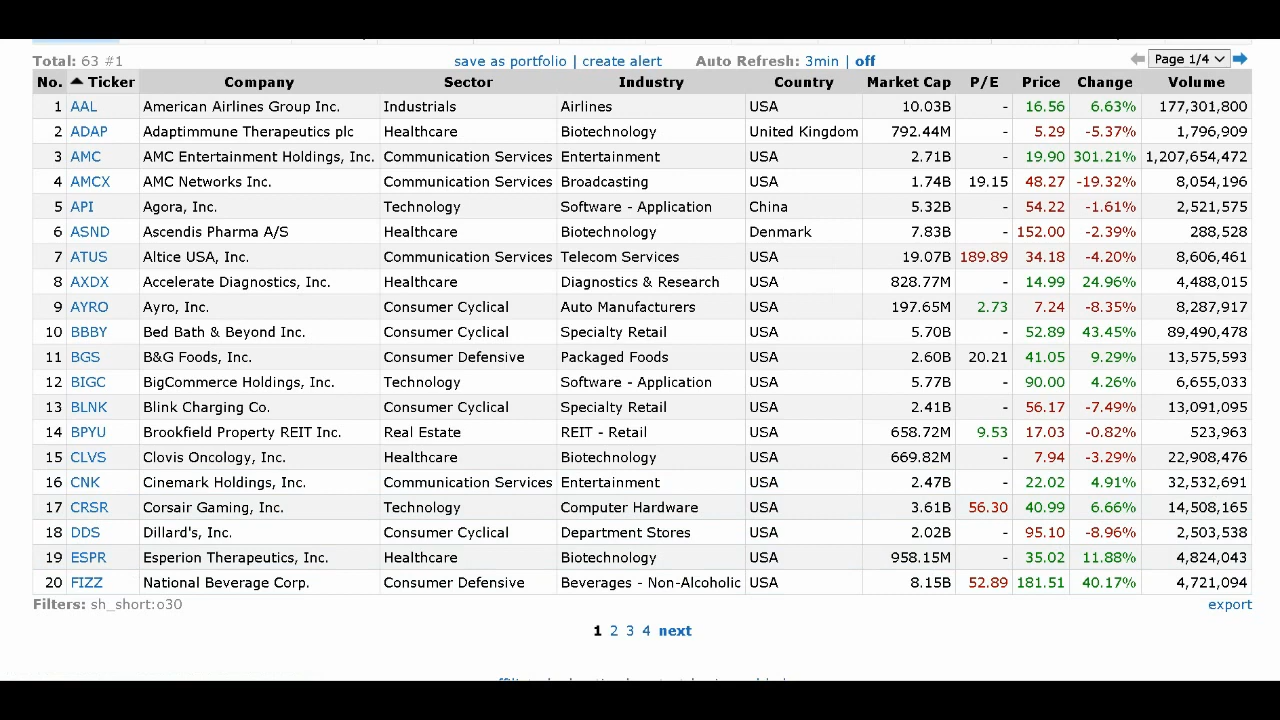 Total: 63 #1 save as portfolio | create alert Auto Refresh: 3min | off Page 1/4
No. Ticker Company Sector Industry Country Market Cap P/E Price Change Volume
1 AAL American Airlines Group Inc. Industrials Airlines USA 10.03B - 16.56 6.63% 177,301,800
2 ADAP Adaptimmune Therapeutics plc Healthcare Biotechnology United Kingdom 792.44M - 5.29 -5.37% 1,796,909
3 AMC AMC Entertainment Holdings, Inc. Communication Services Entertainment USA 2.71B - 19.90 301.21% 1,207,654,472
4 AMCX AMC Networks Inc. Communication Services Broadcasting USA 1.74B 19.15 48.27 -19.32% 8,054,196
5 API Agora, Inc. Technology Software - Application China 5.32B - 54.22 -1.61% 2,521,575
6 ASND Ascendis Pharma A/S Healthcare Biotechnology Denmark 7.83B - 152.00 -2.39% 288,528
7 ATUS Altice USA, Inc. Communication Services Telecom Services USA 19.07B 189.89 34.18 -4.20% 8,606,461
8 AXDX Accelerate Diagnostics, Inc. Healthcare Diagnostics & Research USA 828.77M - 14.99 24.96% 4,488,015
9 AYRO Ayro, Inc. Consumer Cyclical Auto Manufacturers USA 197.65M 2.73 7.24 -8.35% 8,287,917
10 BBBY Bed Bath & Beyond Inc. Consumer Cyclical Specialty Retail USA 5.70B - 52.89 43.45% 89,490,478
11 BGS B&G Foods, Inc. Consumer Defensive Packaged Foods USA 2.60B 20.21 41.05 9.29% 13,575,593
12 BIGC BigCommerce Holdings, Inc. Technology Software - Application USA 5.77B - 90.00 4.26% 6,655,033
13 BLNK Blink Charging Co. Consumer Cyclical Specialty Retail USA 2.41B - 56.17 -7.49% 13,091,095
14 BPYU Brookfield Property REIT Inc. Real Estate REIT - Retail USA 658.72M 9.53 17.03 -0.82% 523,963
15 CLVS Clovis Oncology, Inc. Healthcare Biotechnology USA 669.82M - 7.94 -3.29% 22,908,476
16 CNK Cinemark Holdings, Inc. Communication Services Entertainment USA 2.47B - 22.02 4.91% 32,532,691
17 CRSR Corsair Gaming, Inc. Technology Computer Hardware USA 3.61B 56.30 40.99 6.66% 14,508,165
18 DDS Dillard's, Inc. Consumer Cyclical Department Stores USA 2.02B - 95.10 -8.96% 2,503,538
19 ESPR Esperion Therapeutics, Inc. Healthcare Biotechnology USA 958.15M - 35.02 11.88% 4,824,043
20 FIZZ National Beverage Corp. Consumer Defensive Beverages - Non-Alcoholic USA 8.15B 52.89 181.51 40.17% 4,721,094
Filters: sh_short:o30 export
1 2 3 4 next